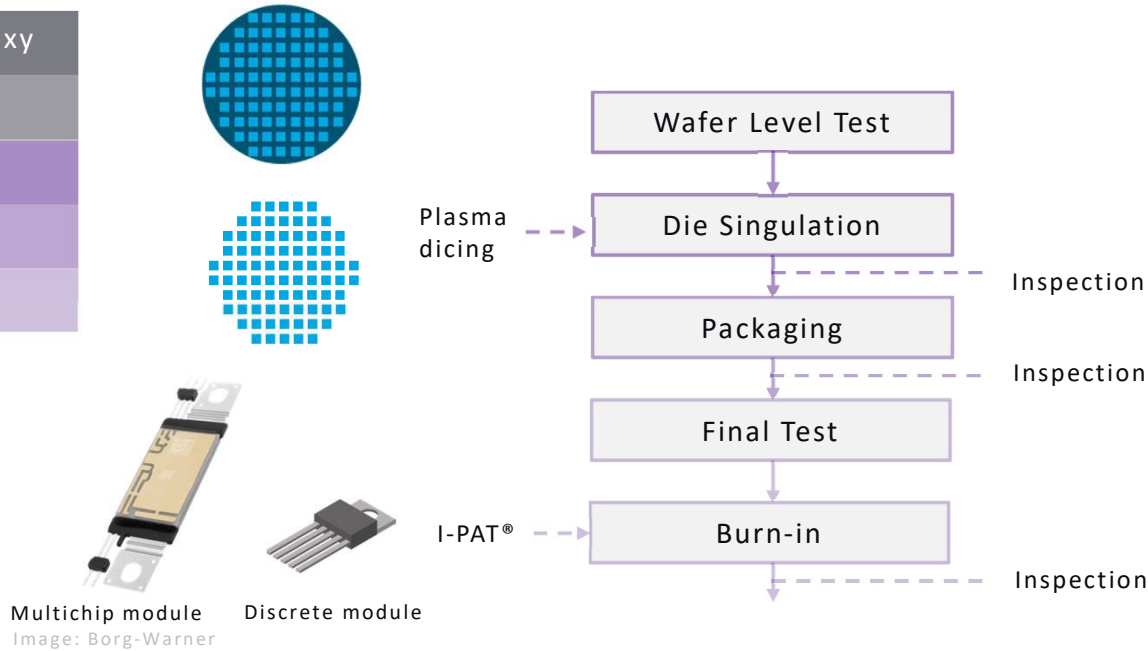 xy
Wafer Level Test
Plasma
dicing
Die Singulation
Inspection
Packaging
Inspection
Final Test
I-PAT®
Burn-in
Inspection
Multichip module
Discrete module
Image: Borg-Warner